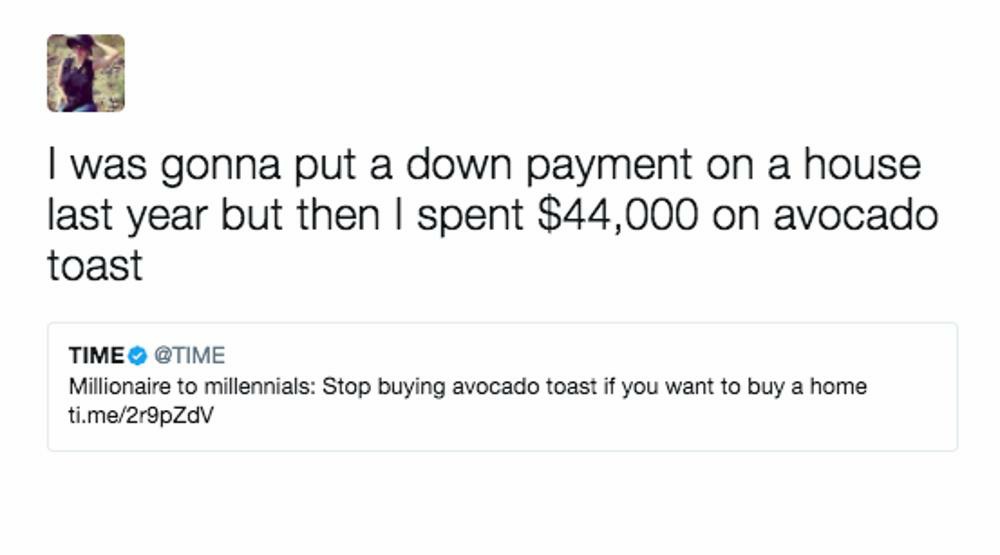 I was gonna put a down payment on a house
last year but then I spent $44,000 on avocado
toast
TIME @TIME
Millionaire to millennials: Stop buying avocado toast if you want to buy a home
ti.me/2r9pZdV